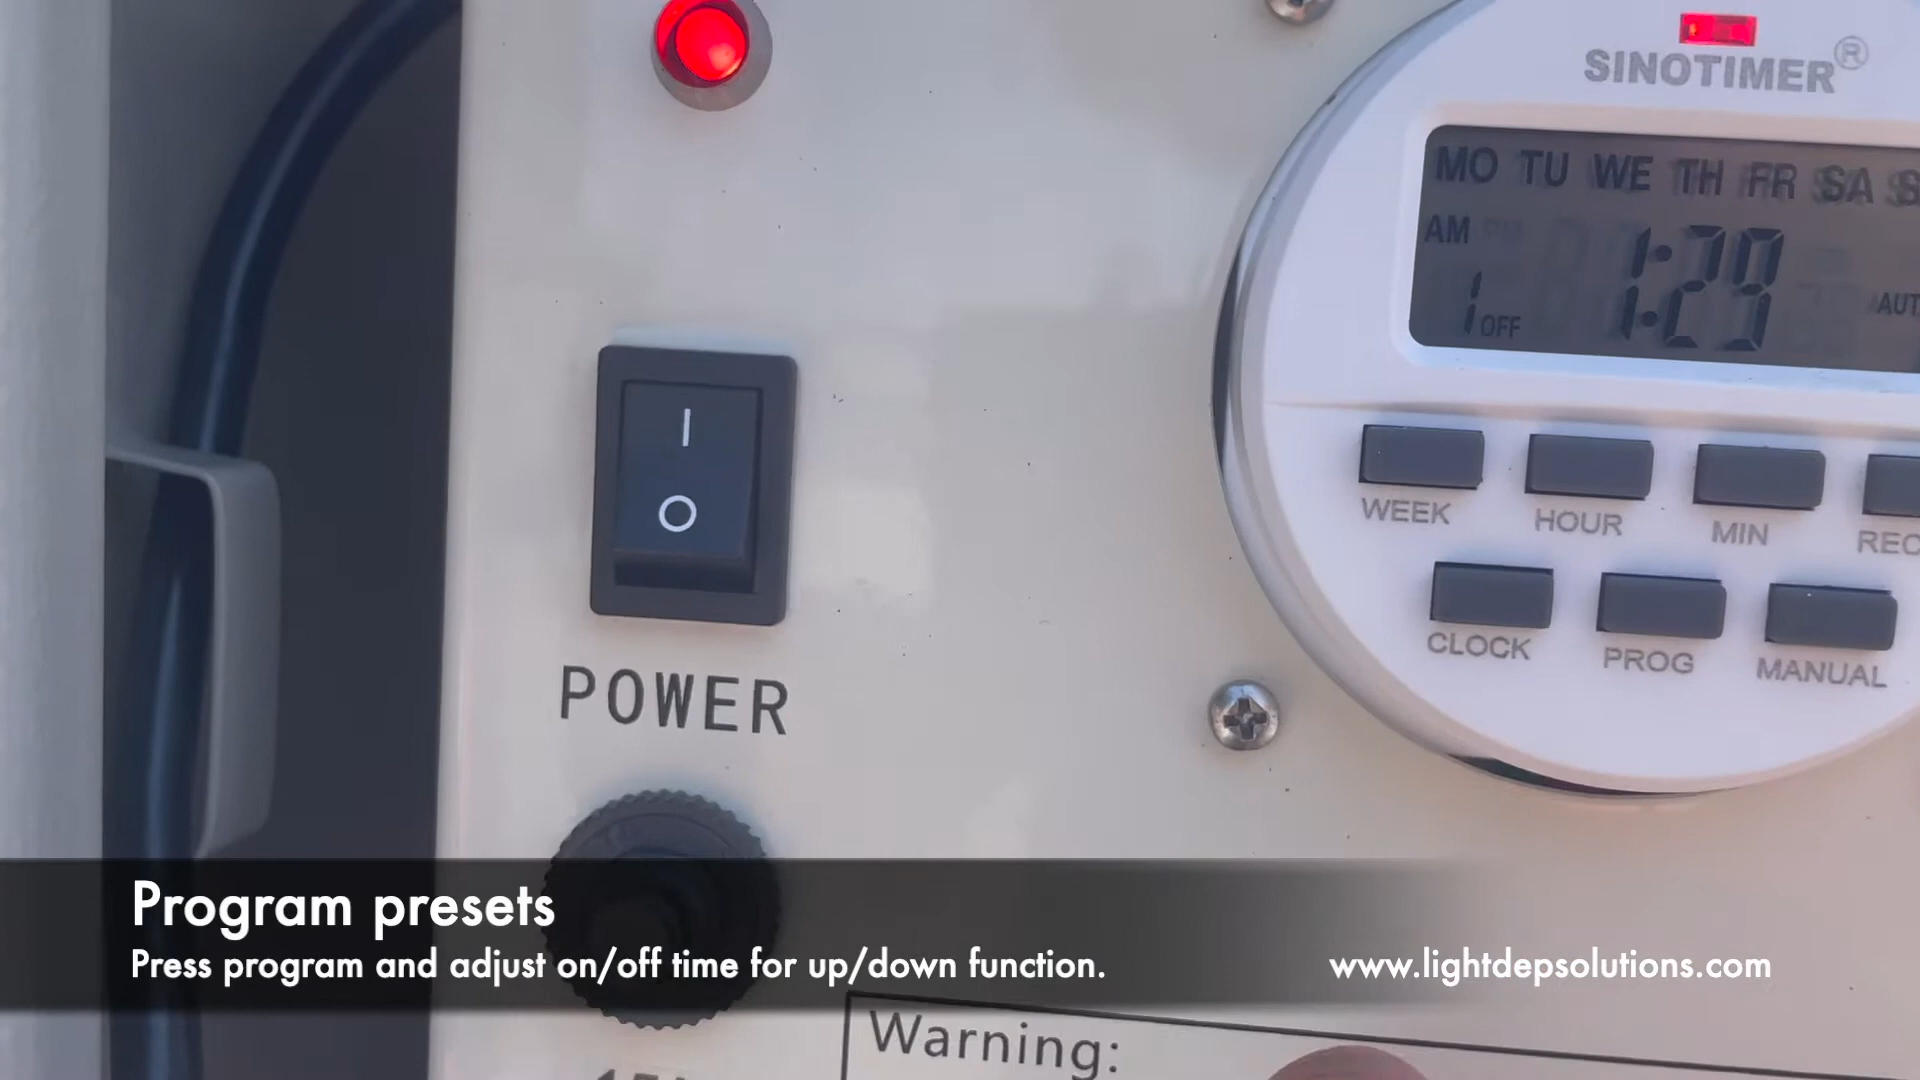 SINOTIMER®
MO TU WE TH FR SA
AM
1:29
1 OFF
WEEK HOUR MIN
CLOCK PROG MANUAL
I
O
POWER
Program presets
Press program and adjust on/off time for up/down function.
www.lightdepsolutions.com
Warning: